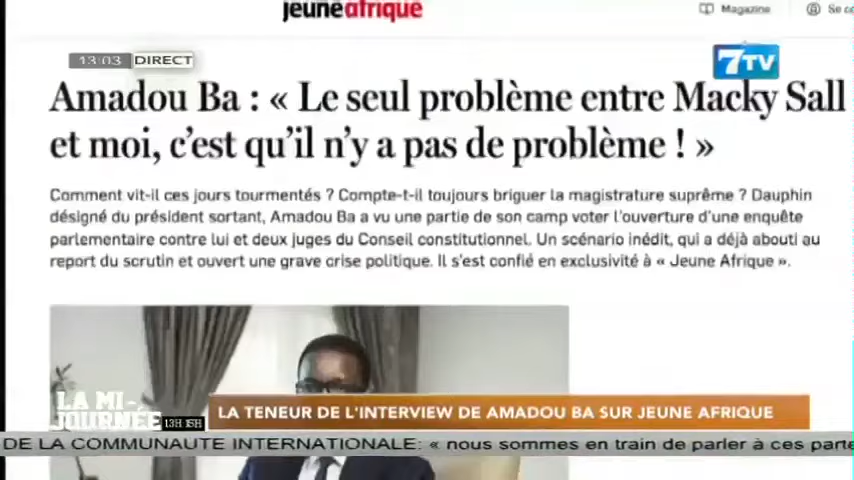 jeuneafrique
Magazine
Se co
13:03 DIRECT
7TV
Amadou Ba : « Le seul problème entre Macky Sall
et moi, c'est qu'il n'y a pas de problème ! »
Comment vit-il ces jours tourmentés ? Compte-t-il toujours briguer la magistrature suprême ? Dauphin
désigné du président sortant, Amadou Ba a vu une partie de son camp voter l'ouverture d'une enquête
parlementaire contre lui et deux juges du Conseil constitutionnel. Un scénario inédit, qui a déjà abouti au
report du scrutin et ouvert une grave crise politique. Il s'est confié en exclusivité à « Jeune Afrique ».
LA MI-
JOURNÉE 13H 15H
LA TENEUR DE L'INTERVIEW DE AMADOU BA SUR JEUNE AFRIQUE
DE LA COMMUNAUTE INTERNATIONALE: « nous sommes en train de parler à ces parte